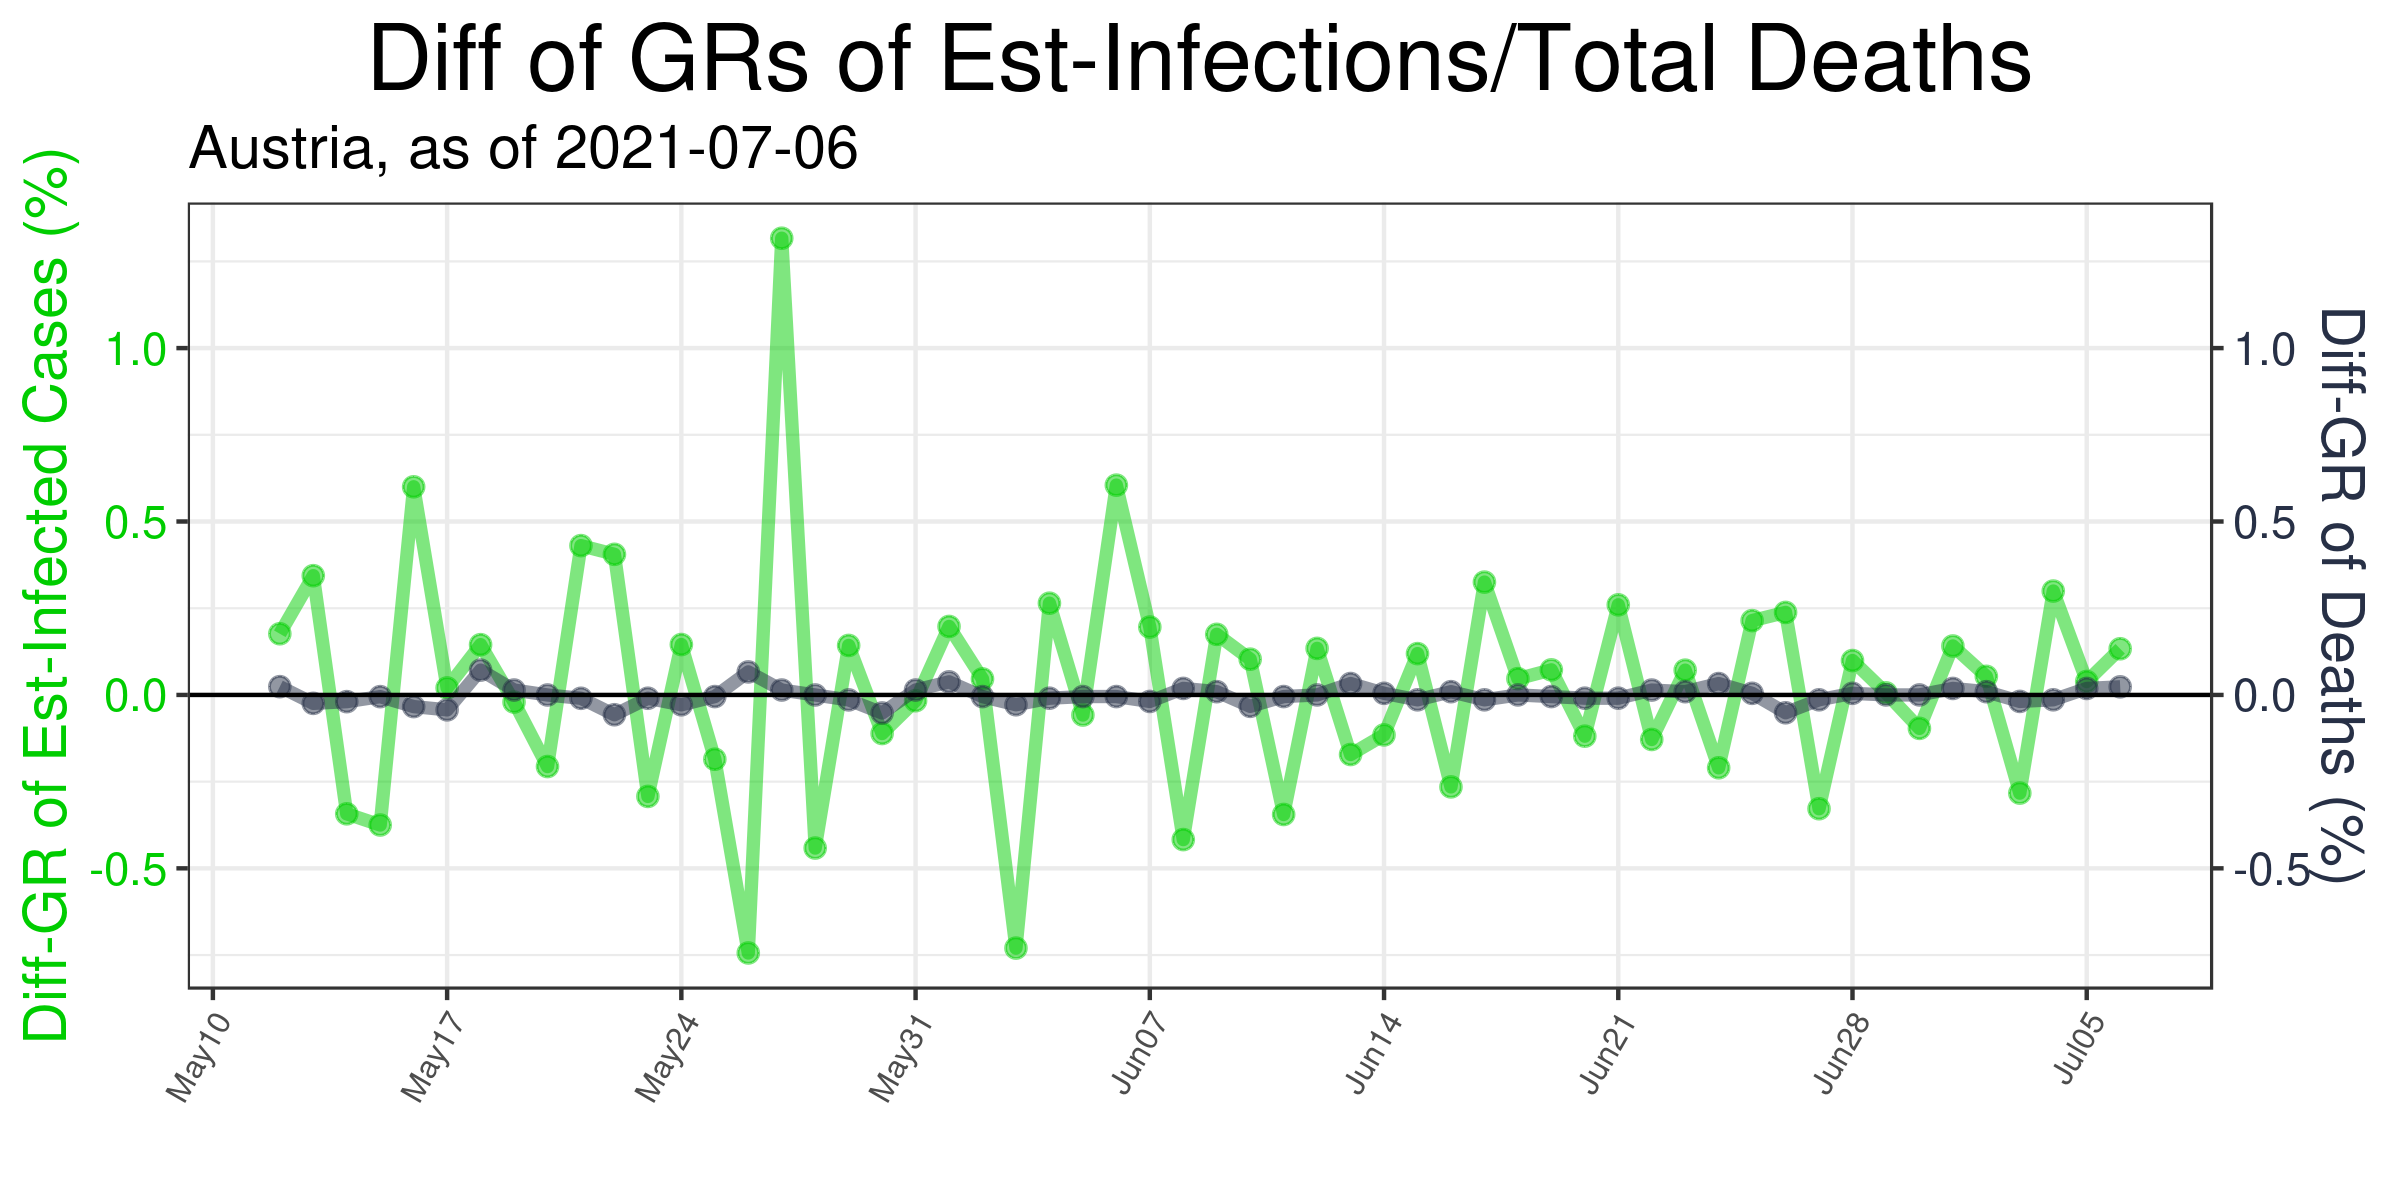 Diff of GRs of Est-Infections/Total Deaths
Austria, as of 2021-07-06
Diff-GR of Est-Infected Cases (%)
1.0
0.5
0.0
-0.5
1.0
0.5
0.0
-0.5
Diff-GR of Deaths (%)
May10
May17
May24
May31
Jun07
Jun14
Jun21
Jun28
Jul05